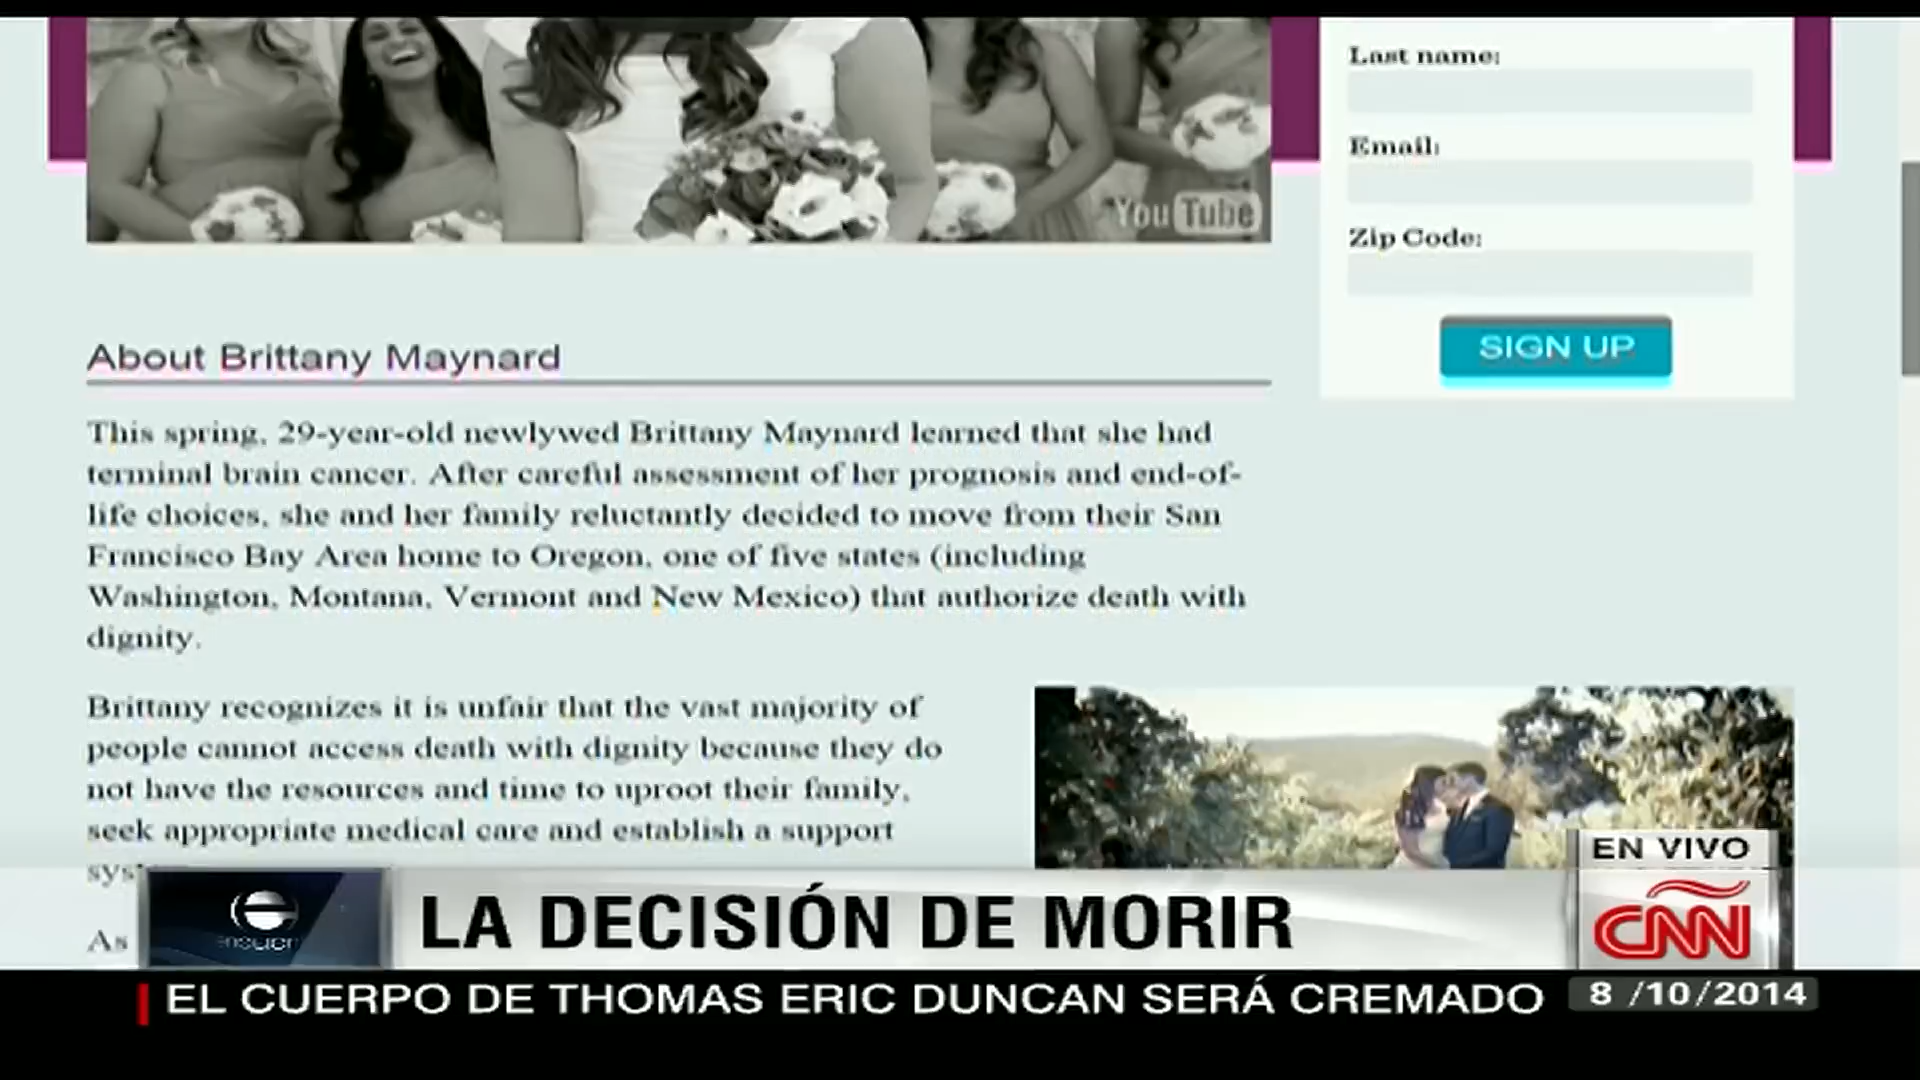 Last name:
Email:
You Tube
Zip Code:
SIGN UP
About Brittany Maynard
This spring, 29-year-old newlywed Brittany Maynard learned that she had
terminal brain cancer. After careful assessment of her prognosis and end-of-
life choices, she and her family reluctantly decided to move from their San
Francisco Bay Area home to Oregon, one of five states (including
Washington, Montana, Vermont and New Mexico) that authorize death with
dignity.
Brittany recognizes it is unfair that the vast majority of
people cannot access death with dignity because they do
not have the resources and time to uproot their family,
seek appropriate medical care and establish a support
As
EN VIVO
LA DECISIÓN DE MORIR
CNN
EL CUERPO DE THOMAS ERIC DUNCAN SERÁ CREMADO
8 /10/2014